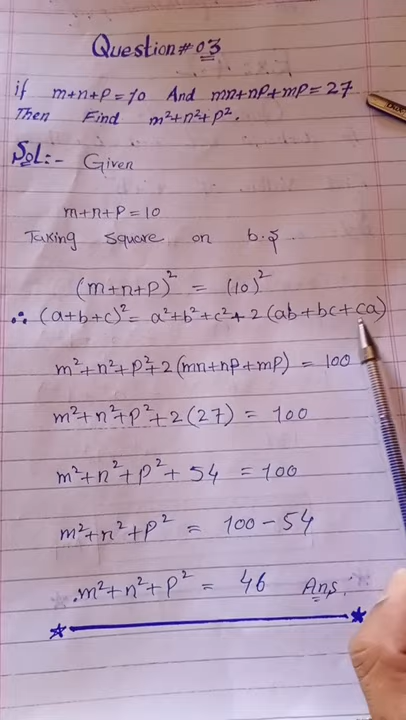 Question # 03
if m+n+p=10 And mn+np+mp=27
Then Find m²+n²+p².
Sol:- Given
m+n+p=10
Taking square on b.s.
(m+n+p)² = (10)²
∴ (a+b+c)² = a²+b²+c²+2(ab+bc+ca)
m²+n²+p²+2(mn+np+mp) = 100
m²+n²+p²+2(27) = 100
m²+n²+p²+54 = 100
m²+n²+p² = 100-54
m²+n²+p² = 46 Ans.